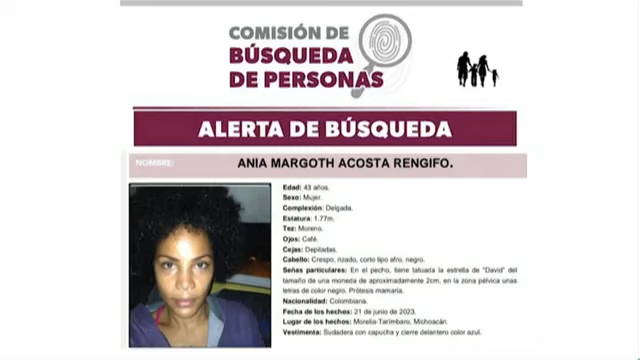 COMISIÓN DE
BÚSQUEDA
DE PERSONAS
ALERTA DE BÚSQUEDA
NOMBRE: ANIA MARGOTH ACOSTA RENGIFO.
Edad: 43 años.
Sexo: Mujer.
Complexión: Delgada.
Estatura: 1.77m.
Tez: Moreno.
Ojos: Café.
Cejas: Depiladas.
Cabello: Crespo, rizado, corto tipo afro, negro.
Señas particulares: En el pecho, tiene tatuada la estrella de "David" del
tamaño de una moneda de aproximadamente 2cm, en la zona pélvica unas
letras de color negro. Prótesis mamaria.
Nacionalidad: Colombiana.
Fecha de los hechos: 21 de junio de 2023.
Lugar de los hechos: Morelia-Tarímbaro, Michoacán.
Vestimenta: Sudadera con capucha y cierre delantero color azul.